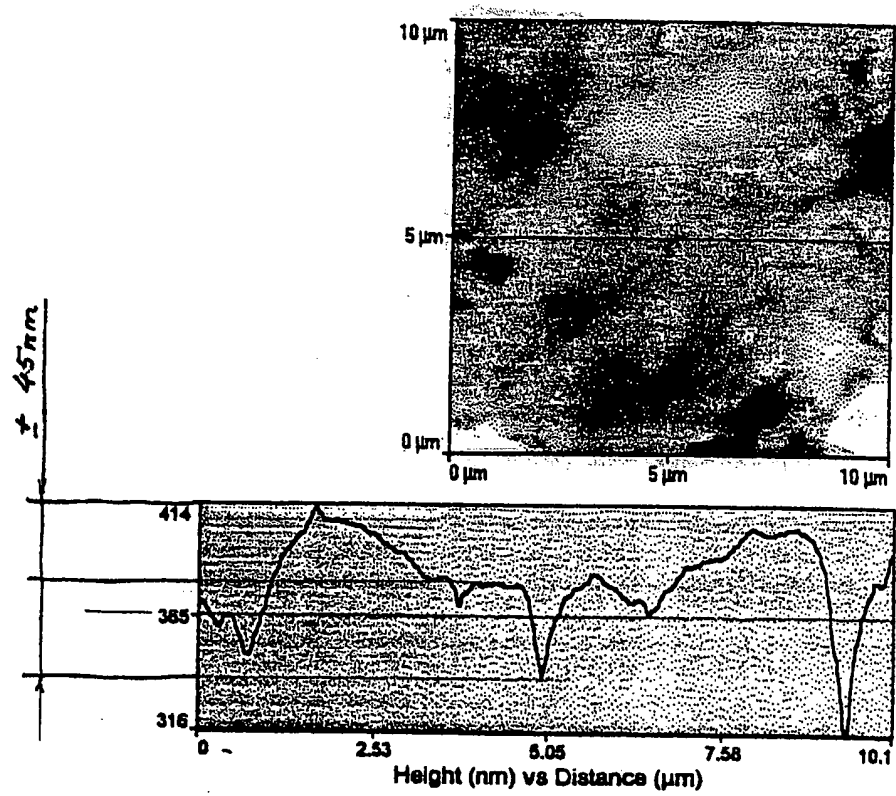 10 µm
5 µm
0 µm
0 µm 5 µm 10 µm
± 45nm
414
365
316
0 2.53 5.05 7.58 10.1
Height (nm) vs Distance (µm)